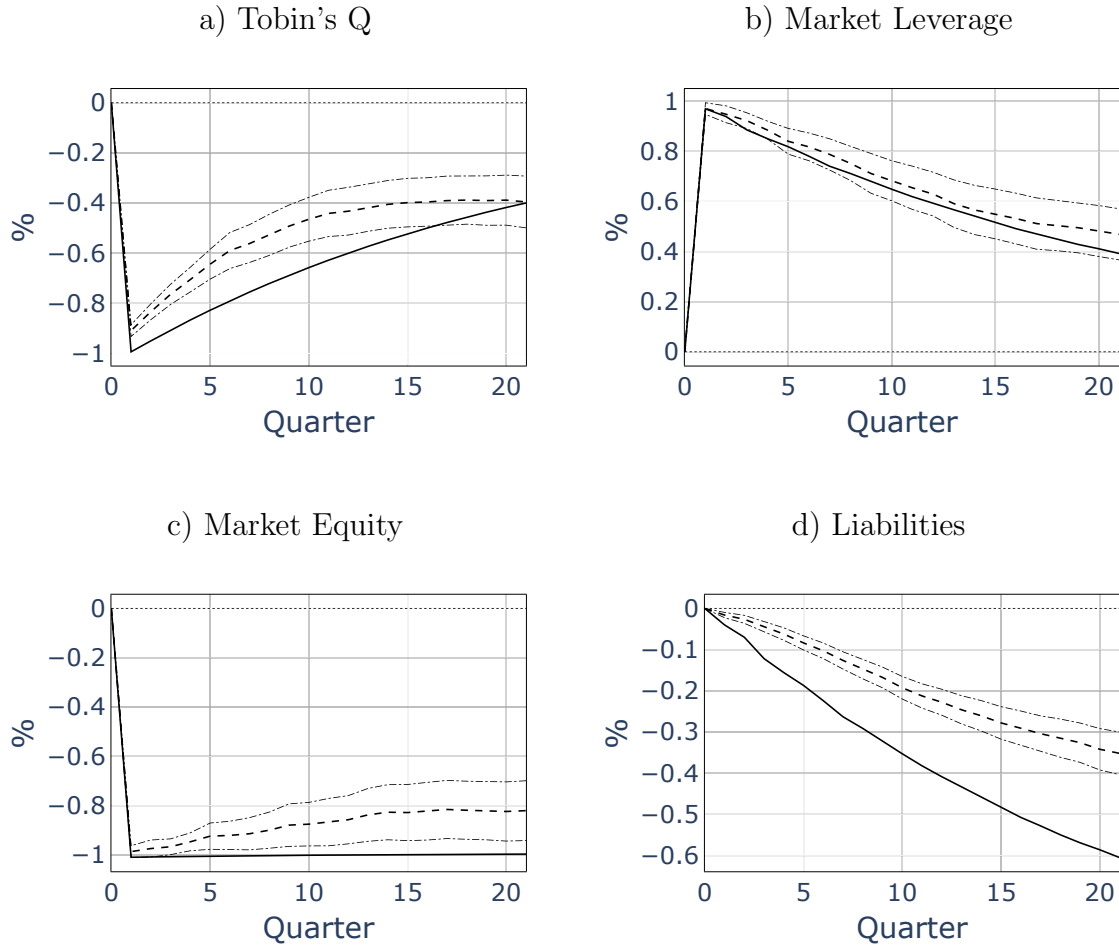 a) Tobin's Q
0
−0.2
−0.4
−0.6
−0.8
−1
%
0 5 10 15 20
Quarter
b) Market Leverage
1
0.8
0.6
0.4
0.2
0
%
0 5 10 15 20
Quarter
c) Market Equity
0
−0.2
−0.4
−0.6
−0.8
−1
%
0 5 10 15 20
Quarter
d) Liabilities
0
−0.1
−0.2
−0.3
−0.4
−0.5
−0.6
%
0 5 10 15 20
Quarter